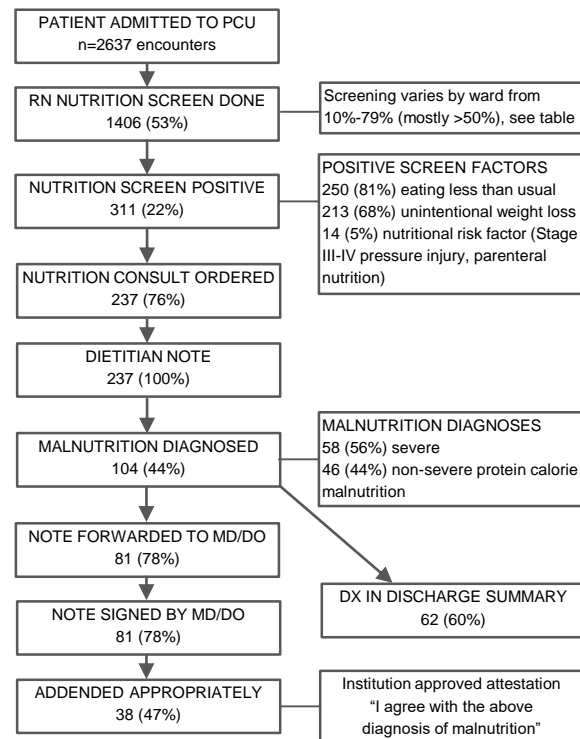 PATIENT ADMITTED TO PCU
n=2637 encounters
RN NUTRITION SCREEN DONE
1406 (53%)
Screening varies by ward from
10%-79% (mostly >50%), see table
NUTRITION SCREEN POSITIVE
311 (22%)
POSITIVE SCREEN FACTORS
250 (81%) eating less than usual
213 (68%) unintentional weight loss
14 (5%) nutritional risk factor (Stage
III-IV pressure injury, parenteral
nutrition)
NUTRITION CONSULT ORDERED
237 (76%)
DIETITIAN NOTE
237 (100%)
MALNUTRITION DIAGNOSED
104 (44%)
MALNUTRITION DIAGNOSES
58 (56%) severe
46 (44%) non-severe protein calorie
malnutrition
NOTE FORWARDED TO MD/DO
81 (78%)
DX IN DISCHARGE SUMMARY
62 (60%)
NOTE SIGNED BY MD/DO
81 (78%)
ADDENDED APPROPRIATELY
38 (47%)
Institution approved attestation
“I agree with the above
diagnosis of malnutrition”